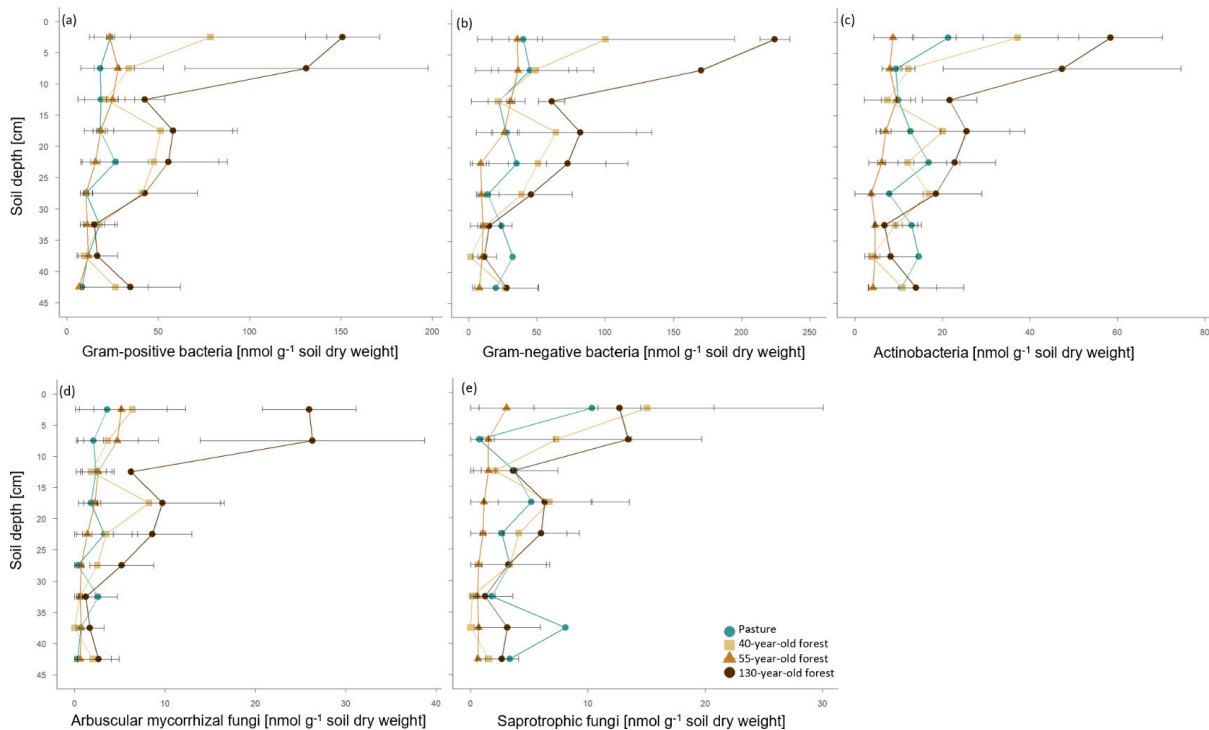 (a)
0
5
10
15
20
25
30
35
40
45
Soil depth [cm]
0 50 100 150 200
Gram-positive bacteria [nmol g⁻¹ soil dry weight]
(b)
0 50 100 150 200 250
Gram-negative bacteria [nmol g⁻¹ soil dry weight]
(c)
0 20 40 60 80
Actinobacteria [nmol g⁻¹ soil dry weight]
(d)
0
5
10
15
20
25
30
35
40
45
Soil depth [cm]
0 10 20 30 40
Arbuscular mycorrhizal fungi [nmol g⁻¹ soil dry weight]
(e)
Pasture
40-year-old forest
55-year-old forest
130-year-old forest
0 10 20 30
Saprotrophic fungi [nmol g⁻¹ soil dry weight]